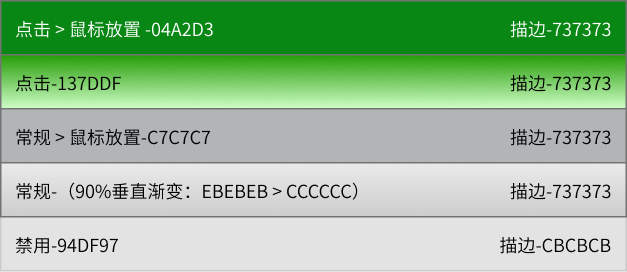 点击 > 鼠标放置 -04A2D3 描边-737373
点击-137DDF 描边-737373
常规 > 鼠标放置-C7C7C7 描边-737373
常规-（90%垂直渐变：EBEBEB > CCCCCC） 描边-737373
禁用-94DF97 描边-CBCBCB